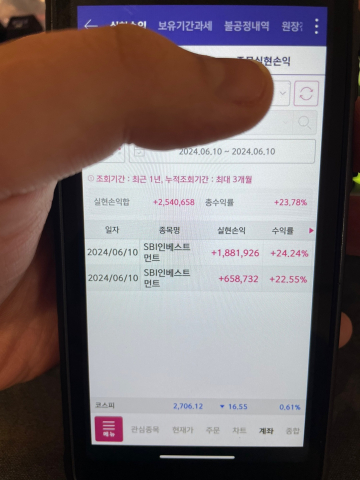 실현손익 보유기간과세 불공정내역 원장
종목실현손익
2024.06.10 ~ 2024.06.10
조회기간 : 최근 1년, 누적조회기간 : 최대 3개월
실현손익합 +2,540,658 총수익률 +23,78%
일자 종목명 실현손익 수익률
2024/06/10 SBI인베스트먼트 +1,881,926 +24,24%
2024/06/10 SBI인베스트먼트 +658,732 +22,55%
코스피 2,706.12 ▼ 16.55 0,61%
메뉴 관심종목 현재가 주문 차트 계좌 종합